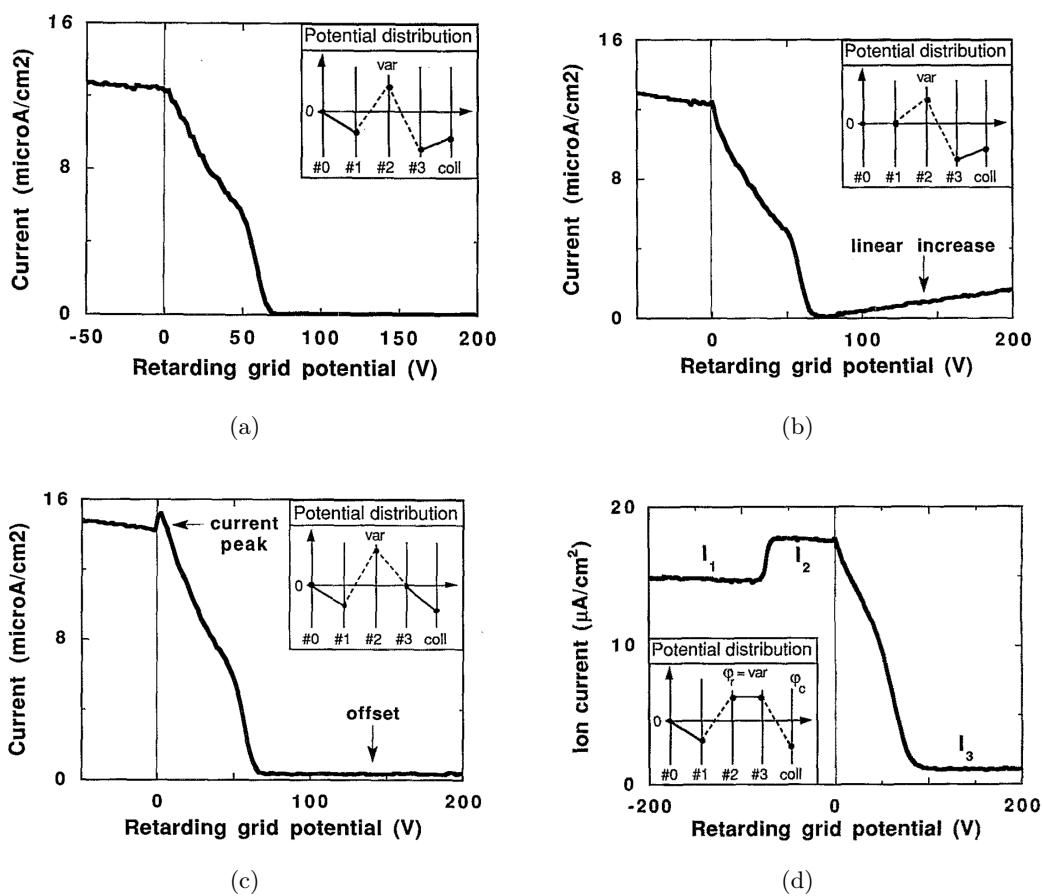 16
Potential distribution
var
0
#0 #1 #2 #3 coll
8
0
-50 0 50 100 150 200
Current (microA/cm2)
Retarding grid potential (V)
(a)
16
Potential distribution
var
0
#0 #1 #2 #3 coll
8
linear increase
0
0 100 200
Current (microA/cm2)
Retarding grid potential (V)
(b)
16
current
peak
Potential distribution
var
0
#0 #1 #2 #3 coll
8
offset
0
0 100 200
Current (microA/cm2)
Retarding grid potential (V)
(c)
20
I1
I2
10
Potential distribution
φr = var
φc
0
#0 #1 #2 #3 coll
I3
0
-200 -100 0 100 200
Ion current (μA/cm²)
Retarding grid potential (V)
(d)